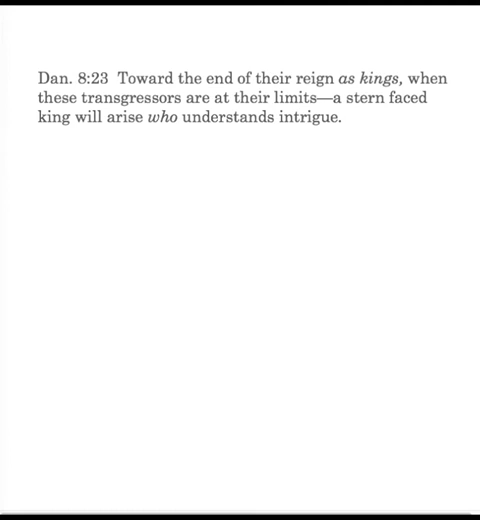 Dan. 8:23  Toward the end of their reign as kings, when
these transgressors are at their limits—a stern faced
king will arise who understands intrigue.